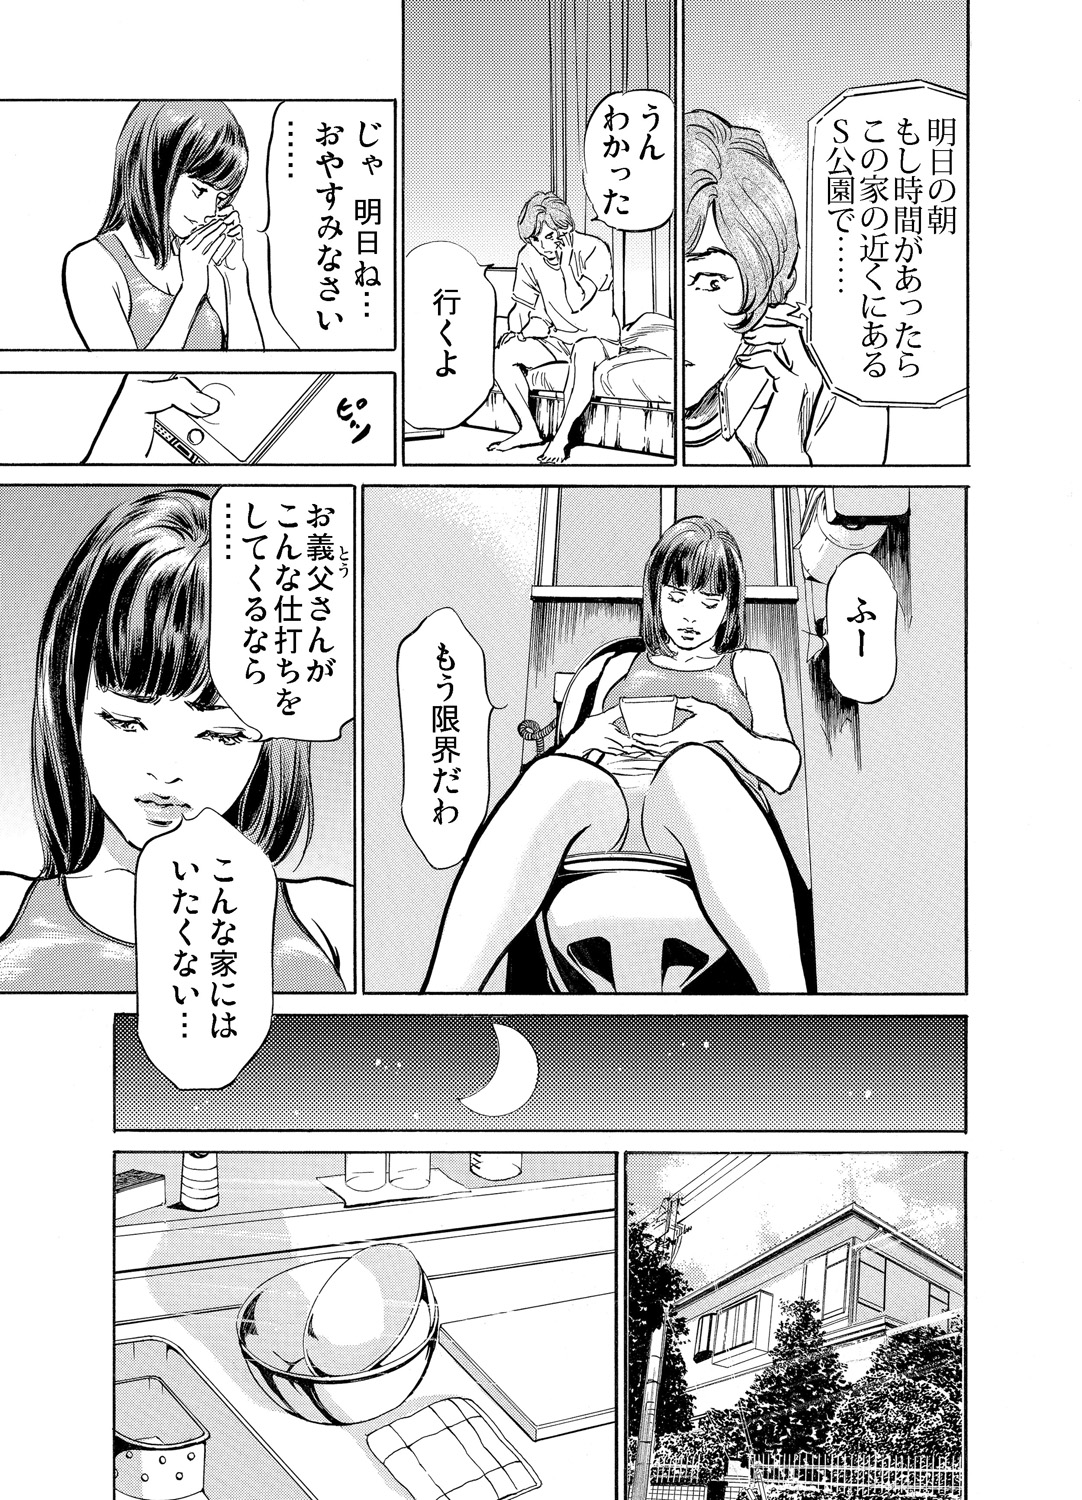 明日の朝
もし時間があったら
この家の近くにある
Ｓ公園で……
うん
わかった
行くよ
じゃ 明日ね…
おやすみなさい
……
ピッ
ふー
もう限界だわ
お義父さんが
とう
こんな仕打ちを
してくるなら
……
こんな家には
いたくない…